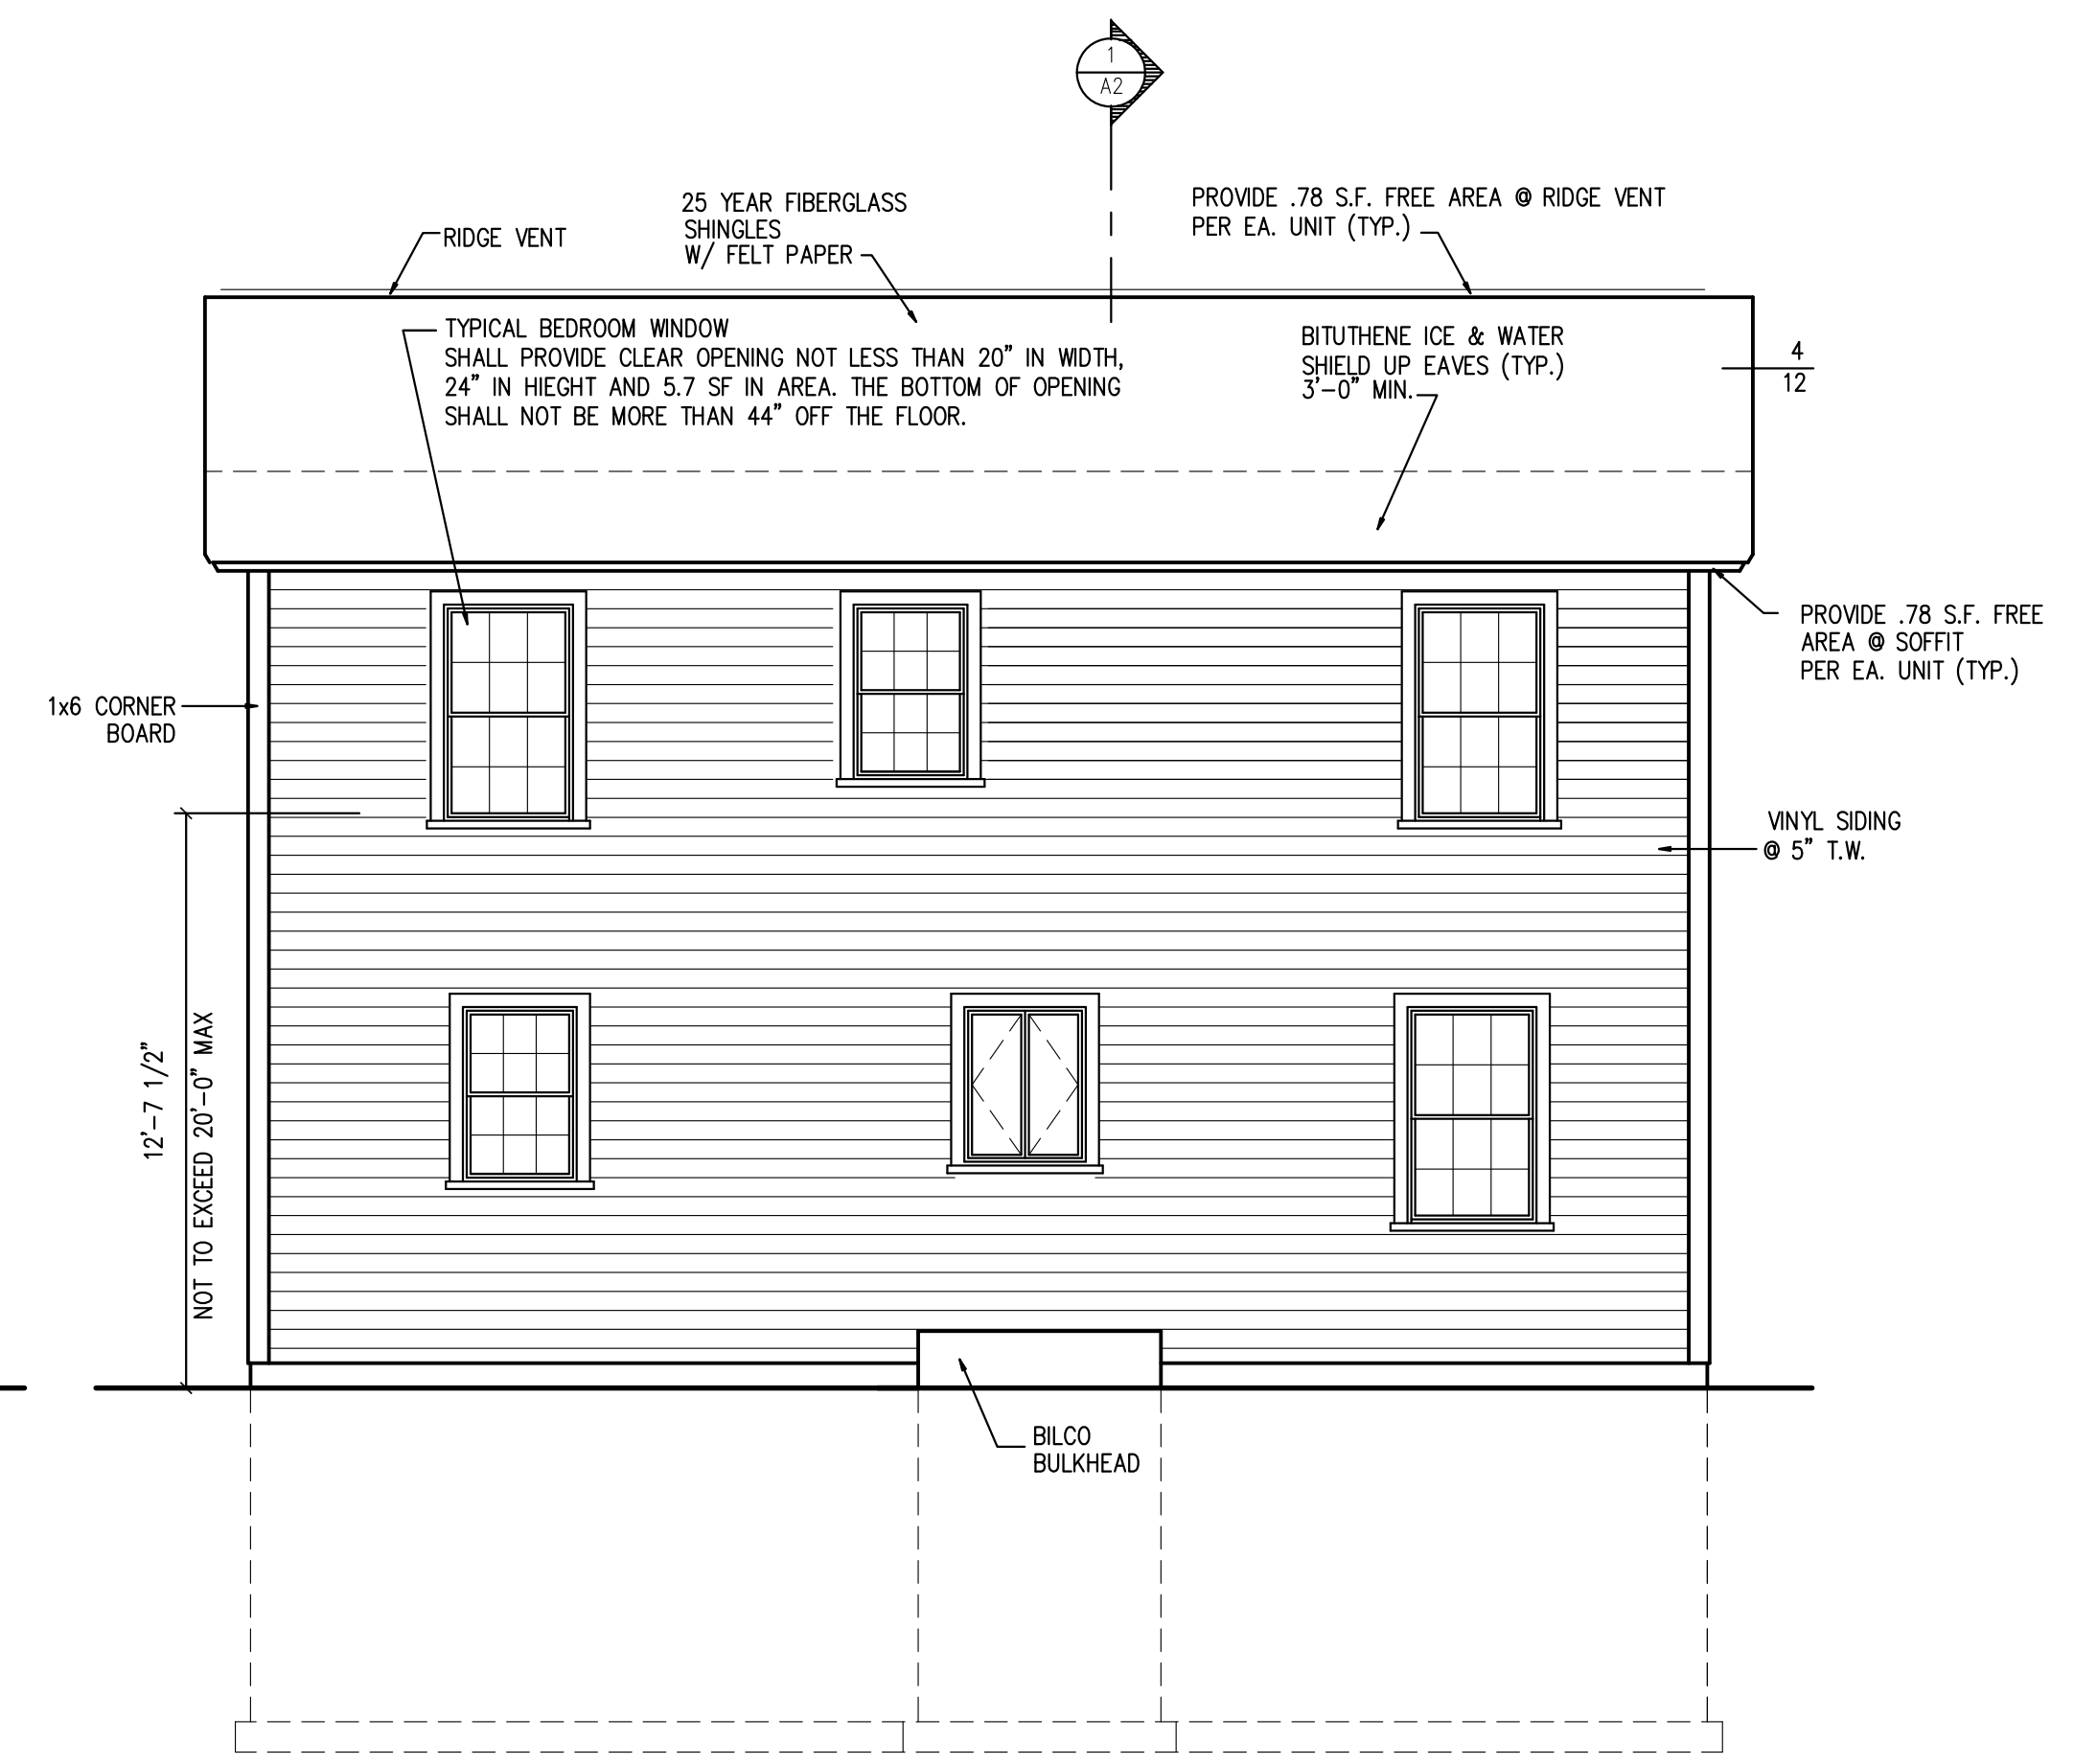 1
A2
25 YEAR FIBERGLASS
SHINGLES
W/ FELT PAPER
PROVIDE .78 S.F. FREE AREA @ RIDGE VENT
PER EA. UNIT (TYP.)
RIDGE VENT
TYPICAL BEDROOM WINDOW
SHALL PROVIDE CLEAR OPENING NOT LESS THAN 20" IN WIDTH,
24" IN HIEGHT AND 5.7 SF IN AREA. THE BOTTOM OF OPENING
SHALL NOT BE MORE THAN 44" OFF THE FLOOR.
BITUTHENE ICE & WATER
SHIELD UP EAVES (TYP.)
3'-0" MIN.
4
12
PROVIDE .78 S.F. FREE
AREA @ SOFFIT
PER EA. UNIT (TYP.)
1x6 CORNER
BOARD
VINYL SIDING
@ 5" T.W.
12'-7 1/2"
NOT TO EXCEED 20'-0" MAX
BILCO
BULKHEAD